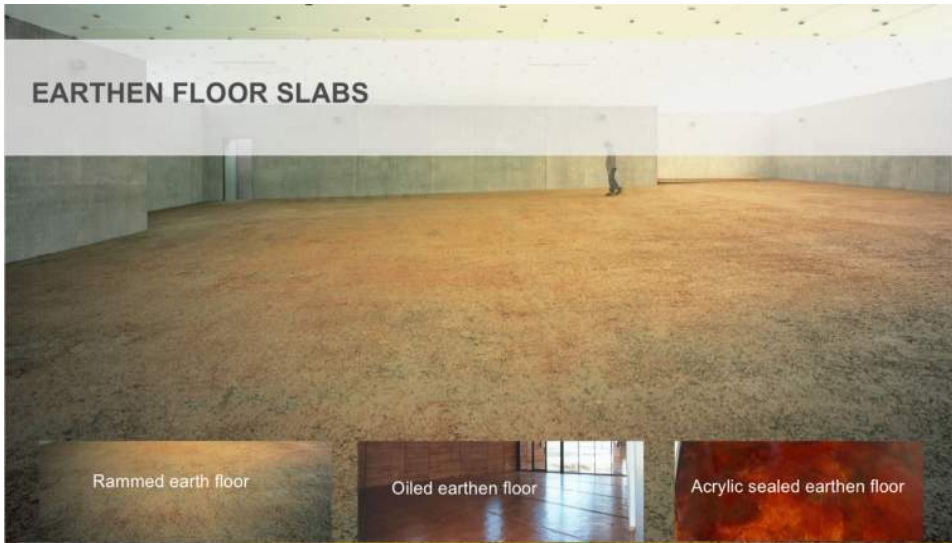 EARTHEN FLOOR SLABS
Rammed earth floor
Oiled earthen floor
Acrylic sealed earthen floor